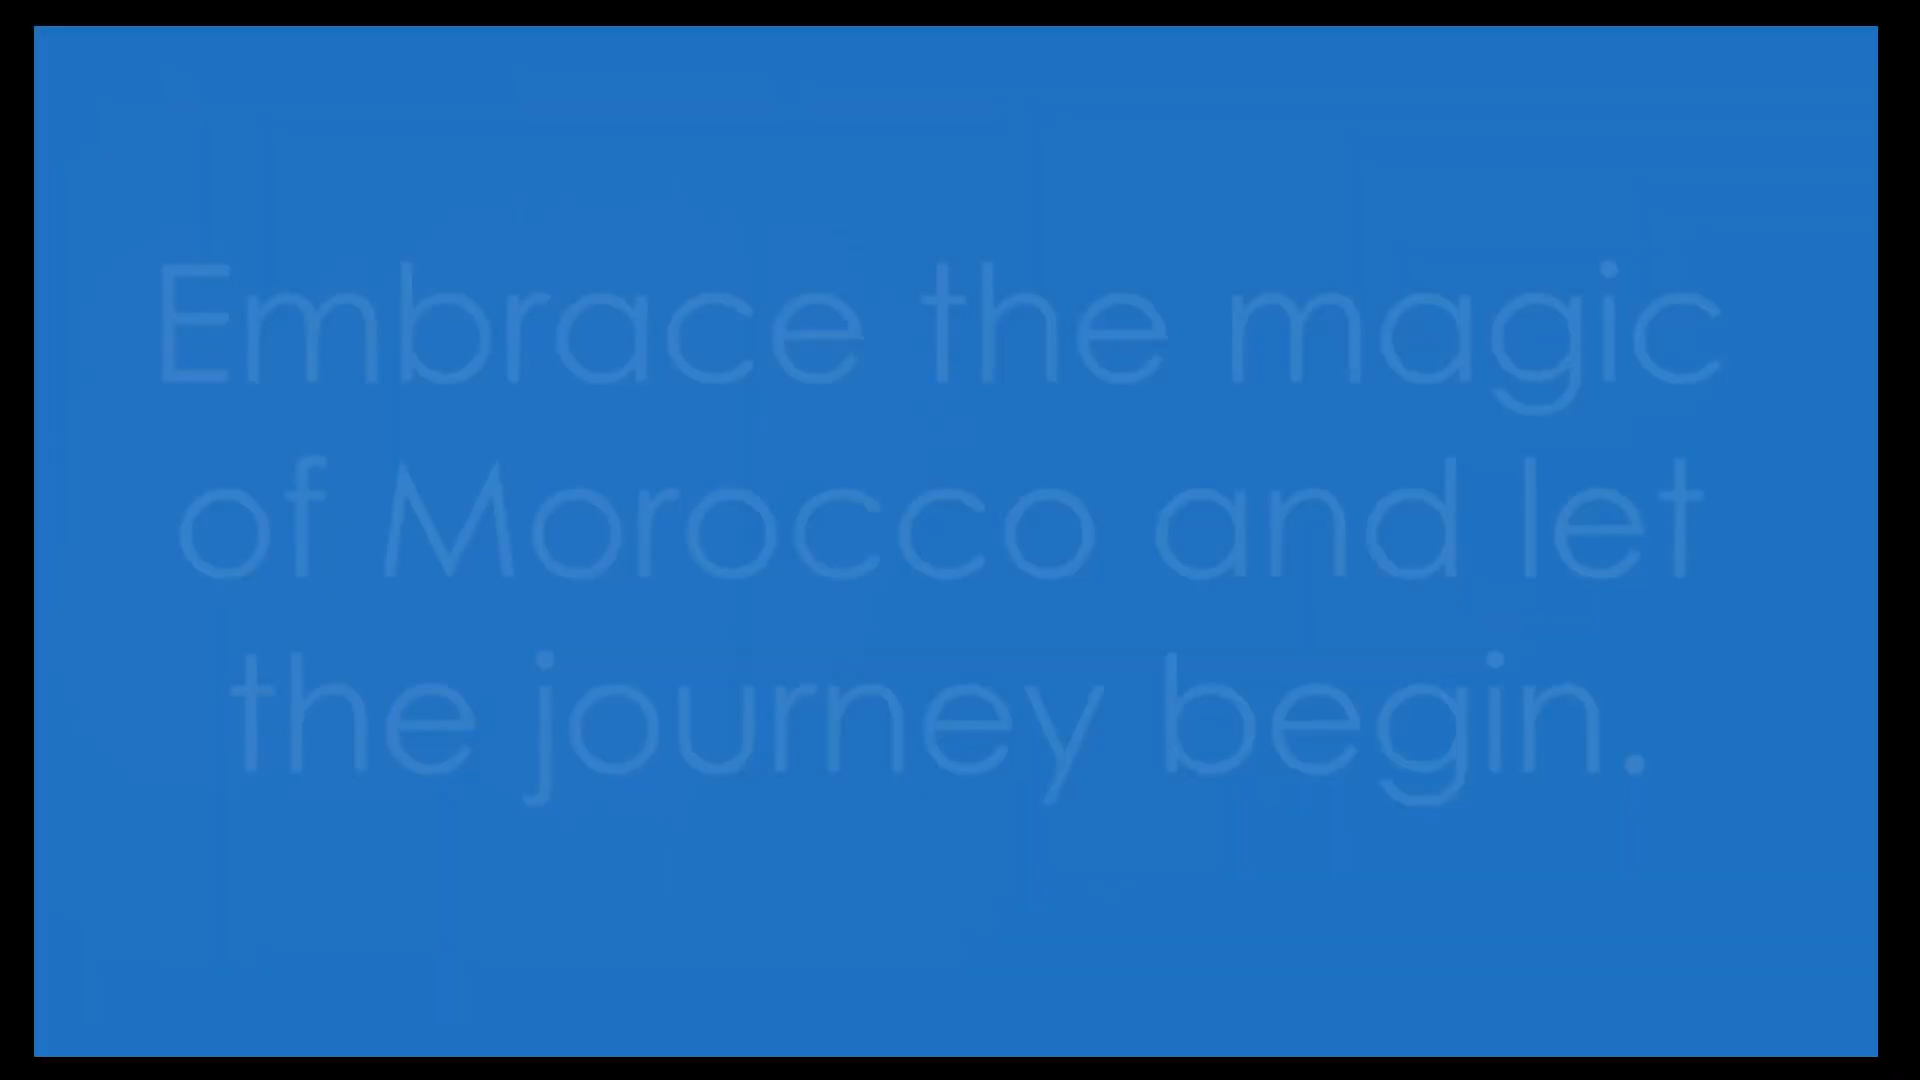 Embrace the magic
of Morocco and let
the journey begin.